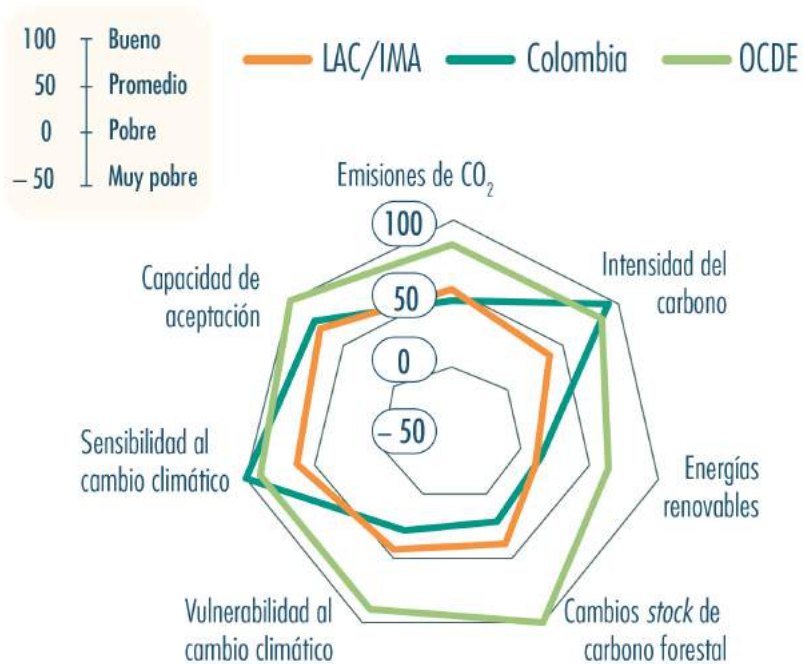 100 Bueno
50 Promedio
0 Pobre
– 50 Muy pobre
LAC/IMA Colombia OCDE
Emisiones de CO₂
100
50
0
– 50
Intensidad del
carbono
Energías
renovables
Cambios stock de
carbono forestal
Vulnerabilidad al
cambio climático
Sensibilidad al
cambio climático
Capacidad de
aceptación